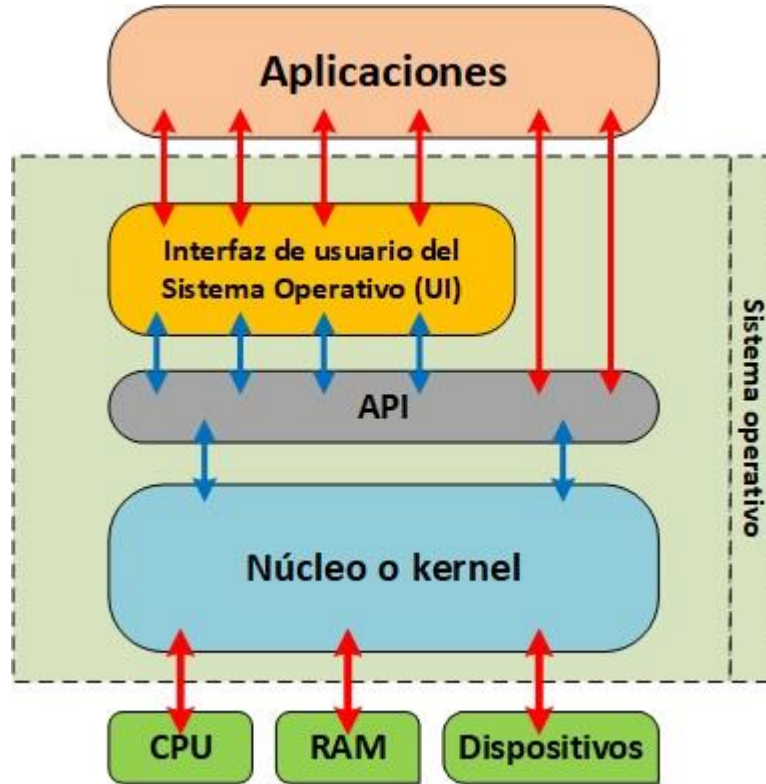 Aplicaciones
Interfaz de usuario del
Sistema Operativo (UI)
API
Núcleo o kernel
CPU
RAM
Dispositivos
Sistema operativo